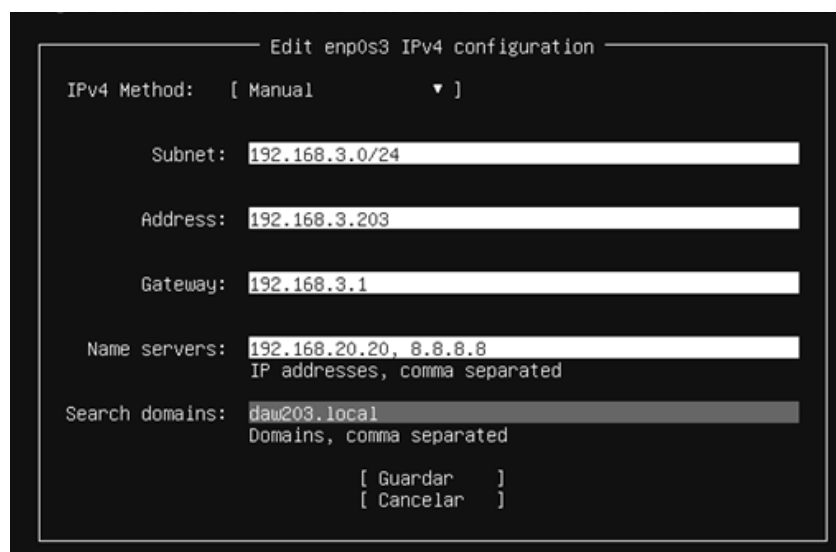 Edit enp0s3 IPv4 configuration
IPv4 Method: [ Manual ▼ ]
Subnet: 192.168.3.0/24
Address: 192.168.3.203
Gateway: 192.168.3.1
Name servers: 192.168.20.20, 8.8.8.8
IP addresses, comma separated
Search domains: daw203.local
Domains, comma separated
[ Guardar ]
[ Cancelar ]